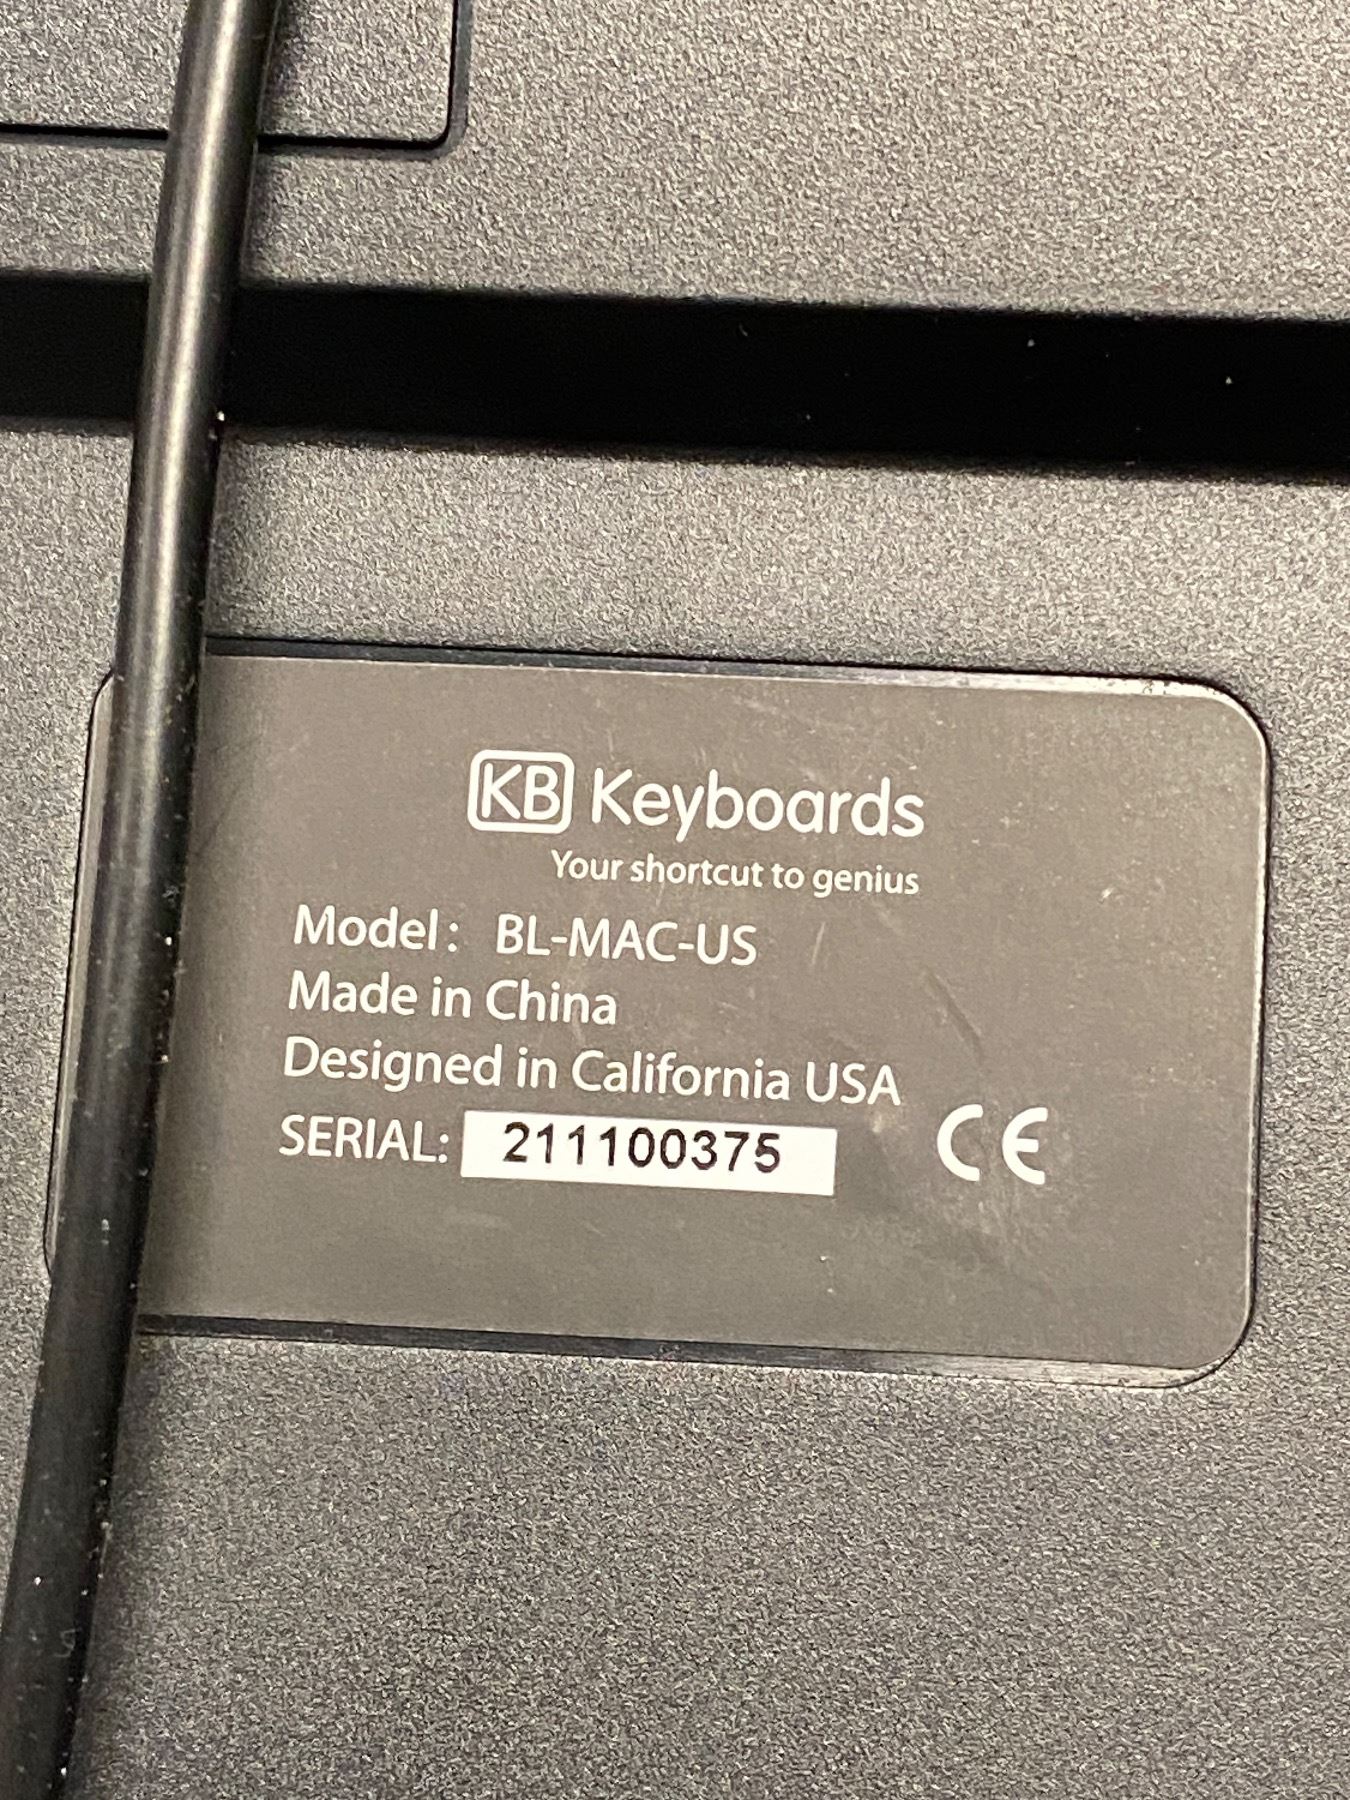 KB Keyboards
Your shortcut to genius
Model: BL-MAC-US
Made in China
Designed in California USA
SERIAL: 211100375
CE